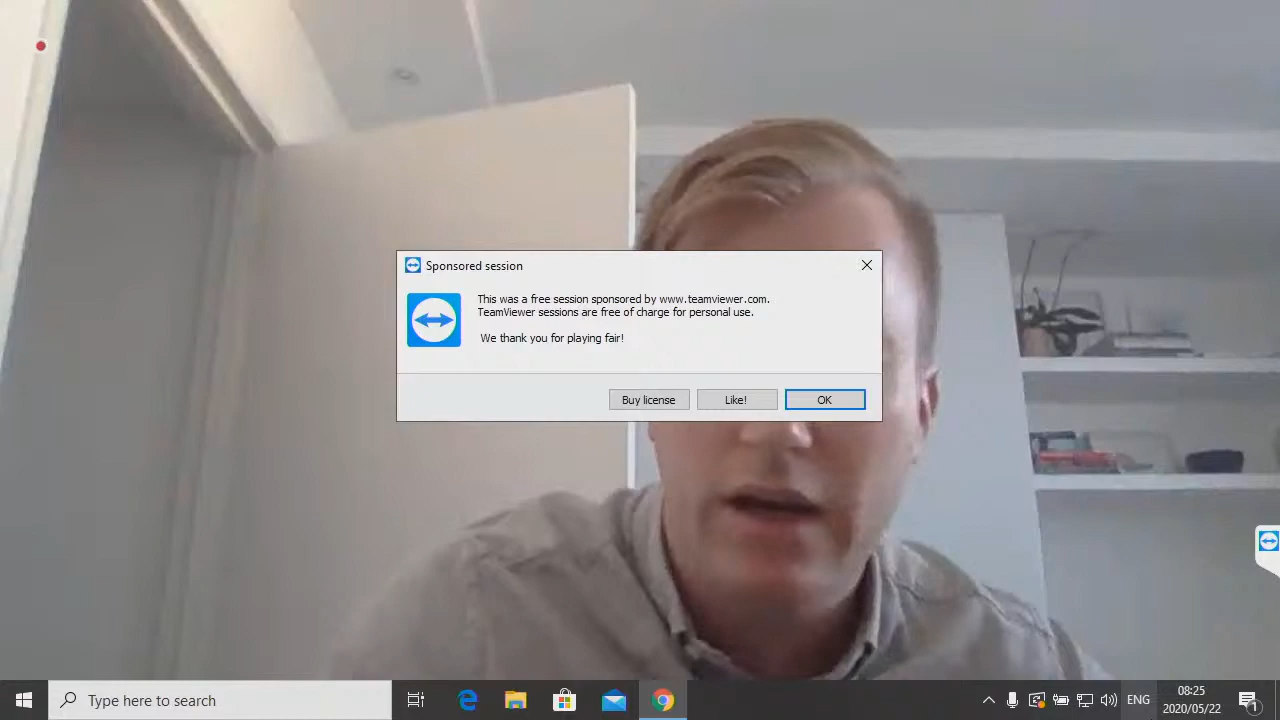 Sponsored session
This was a free session sponsored by www.teamviewer.com.
TeamViewer sessions are free of charge for personal use.
We thank you for playing fair!
Buy license
Like!
OK
Type here to search
ENG
08:25
2020/05/22
1